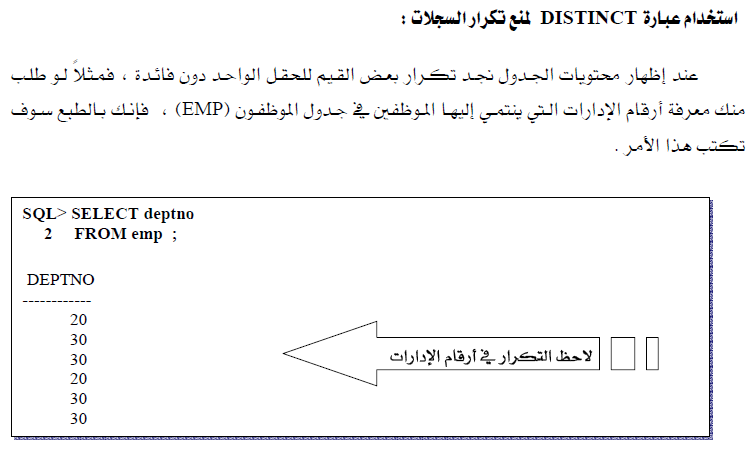 استخدام عبارة DISTINCT لمنع تكرار السجلات :
عند إظهار محتويات الجدول نجد تكرار بعض القيم للحقل الواحد دون فائدة ، فمثلاً لو طلب
منك معرفة أرقام الإدارات التي ينتمي إليها الموظفين في جدول الموظفون (EMP) ، فإنك بالطبع سوف
تكتب هذا الأمر .
SQL> SELECT deptno
2 FROM emp ;
DEPTNO
------------
20
30
30
لاحظ التكرار في أرقام الإدارات
20
30
30